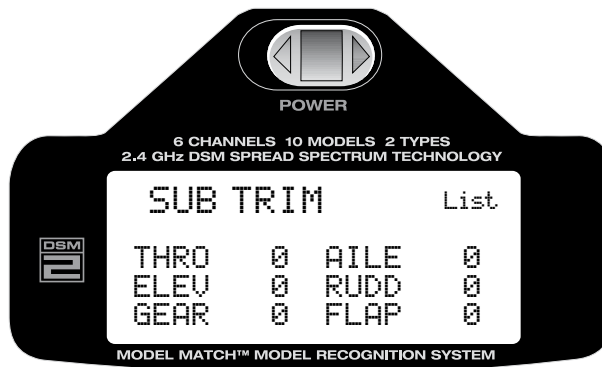 POWER
6 CHANNELS 10 MODELS 2 TYPES
2.4 GHz DSM SPREAD SPECTRUM TECHNOLOGY
SUB TRIM List
DSM
2
THRO 0 AILE 0
ELEV 0 RUDD 0
GEAR 0 FLAP 0
MODEL MATCH™ MODEL RECOGNITION SYSTEM